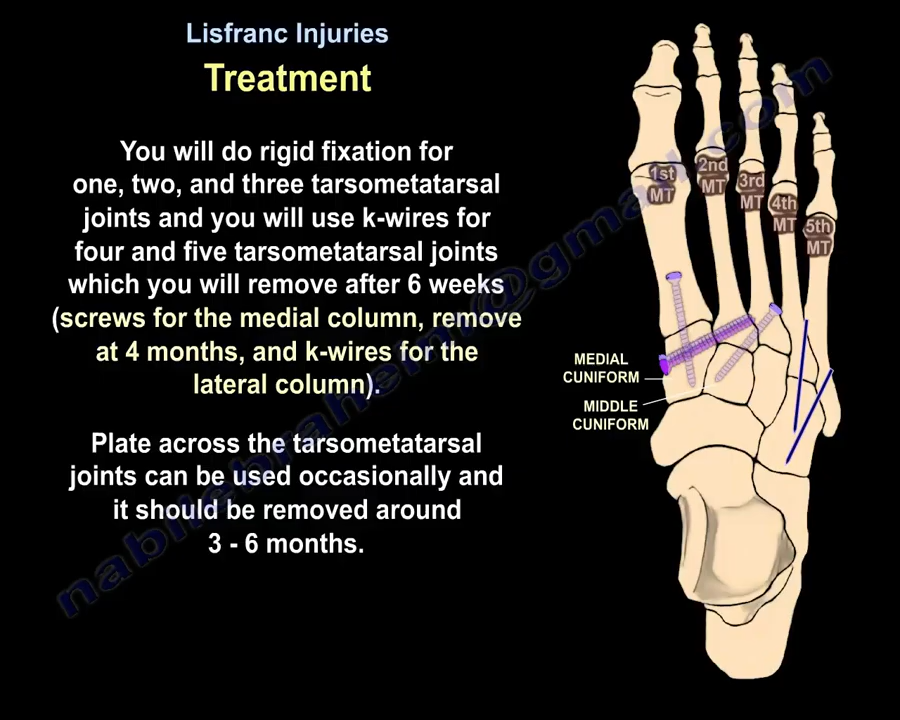 Lisfranc Injuries
Treatment
You will do rigid fixation for
one, two, and three tarsometatarsal
joints and you will use k-wires for
four and five tarsometatarsal joints
which you will remove after 6 weeks
(screws for the medial column, remove
at 4 months, and k-wires for the
lateral column).
Plate across the tarsometatarsal
joints can be used occasionally and
it should be removed around
3 - 6 months.
1st
MT
2nd
MT
3rd
MT
4th
MT
5th
MT
MEDIAL
CUNIFORM
MIDDLE
CUNIFORM
nabilebraheim@gmail.com